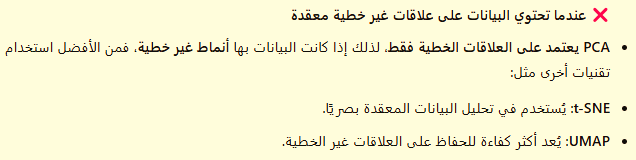 ❌ عندما تحتوي البيانات على علاقات غير خطية معقدة
• PCA يعتمد على العلاقات الخطية فقط، لذلك إذا كانت البيانات بها أنماط غير خطية، فمن الأفضل استخدام
تقنيات أخرى مثل:
• t-SNE: يُستخدم في تحليل البيانات المعقدة بصريًا.
• UMAP: يُعد أكثر كفاءة للحفاظ على العلاقات غير الخطية.